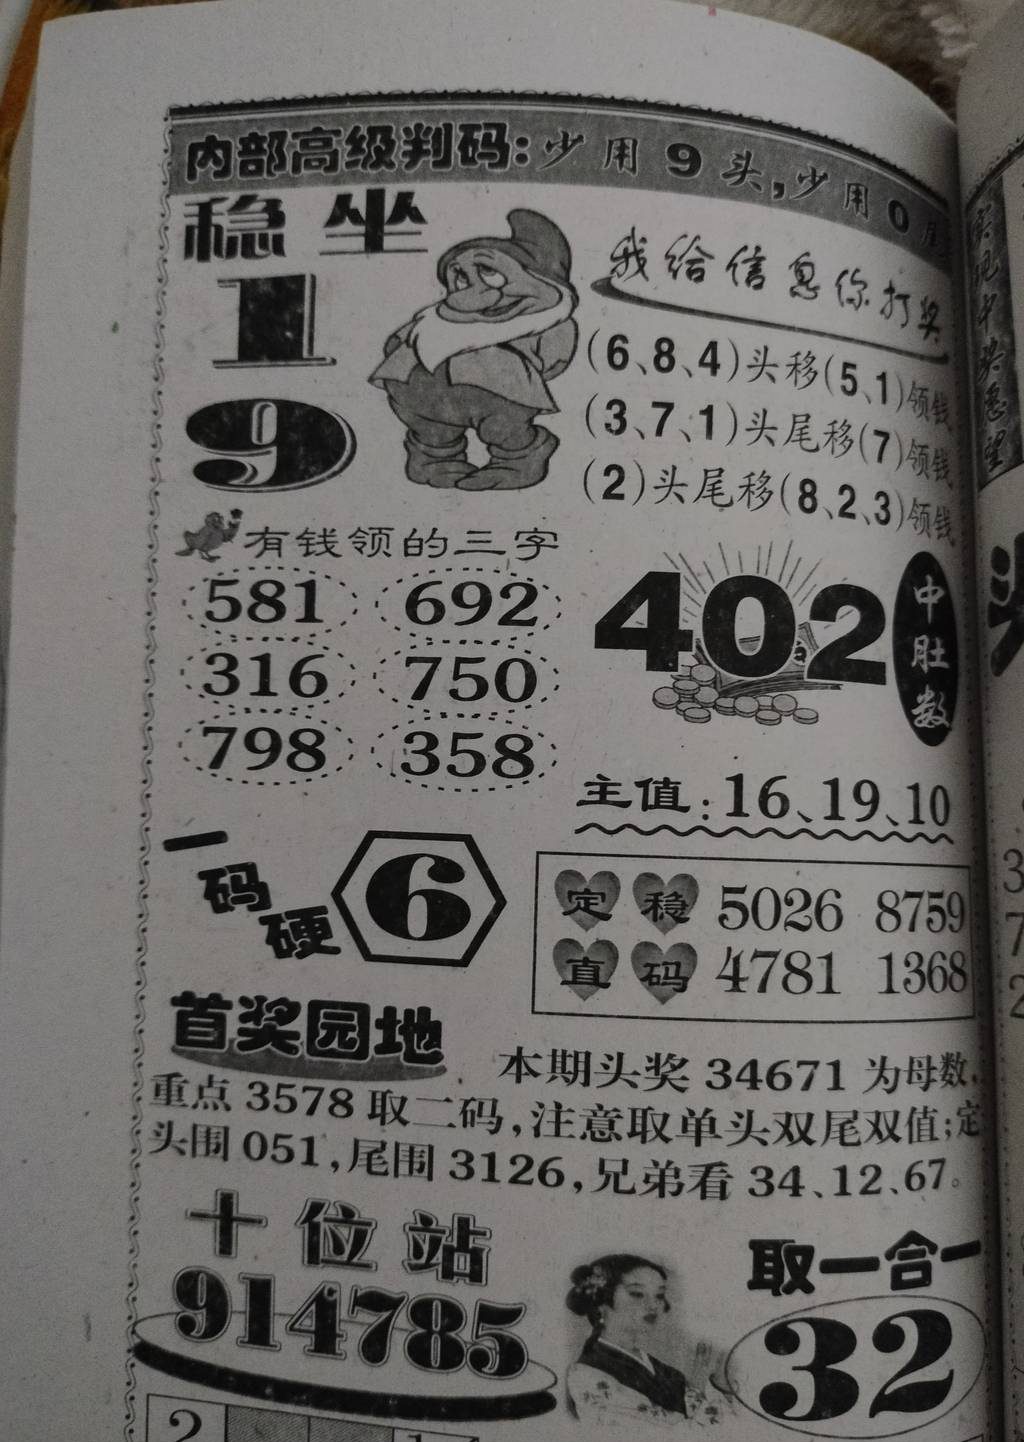 内部高级判码:少用9头,少用0尾
稳坐
1
9
我给信息你打奖
(6、8、4)头移(5、1)领钱
(3、7、1)头尾移(7)领钱
(2)头尾移(8、2、3)领钱
有钱领的三字
581 692
316 750
798 358
402
中肚数
主值:16、19、10
一码硬
6
定稳 5026 8759
直码 4781 1368
首奖园地
本期头奖 34671 为母数,
重点 3578 取二码,注意取单头双尾双值;定
头围 051,尾围 3126,兄弟看 34、12、67。
十位站
914785
取一合一
32
2